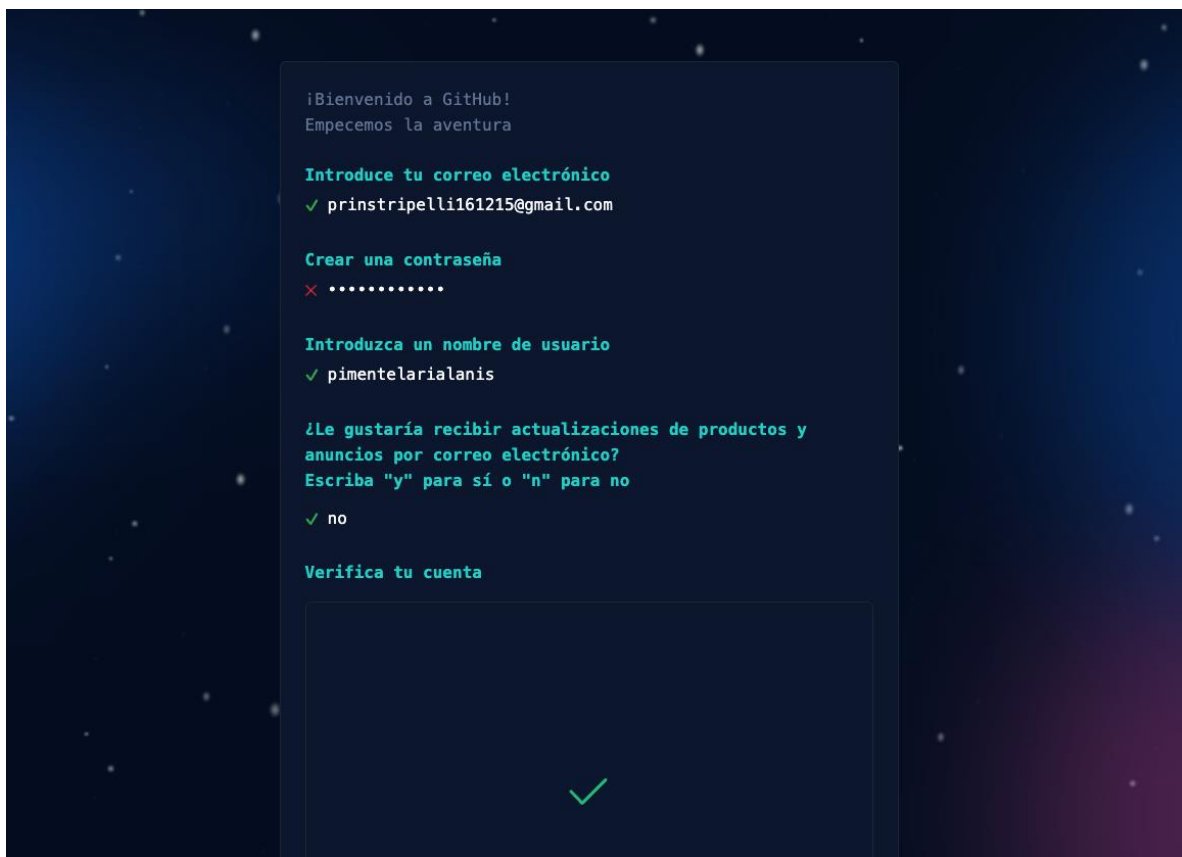 ¡Bienvenido a GitHub!
Empecemos la aventura
Introduce tu correo electrónico
✓ prinstripelli161215@gmail.com
Crear una contraseña
✕ ••••••••••••
Introduzca un nombre de usuario
✓ pimentelarialanis
¿Le gustaría recibir actualizaciones de productos y
anuncios por correo electrónico?
Escriba "y" para sí o "n" para no
✓ no
Verifica tu cuenta